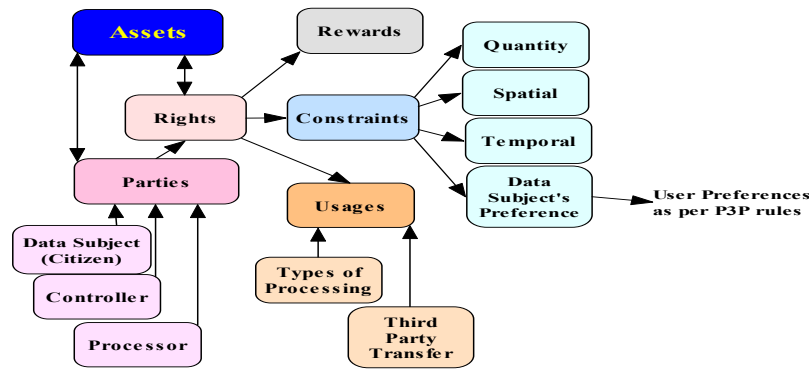 Assets
Rewards
Quantity
Spatial
Rights
Constraints
Temporal
Parties
Data
Subject's
Preference
User Preferences
as per P3P rules
Usages
Data Subject
(Citizen)
Types of
Processing
Controller
Third
Party
Transfer
Processor